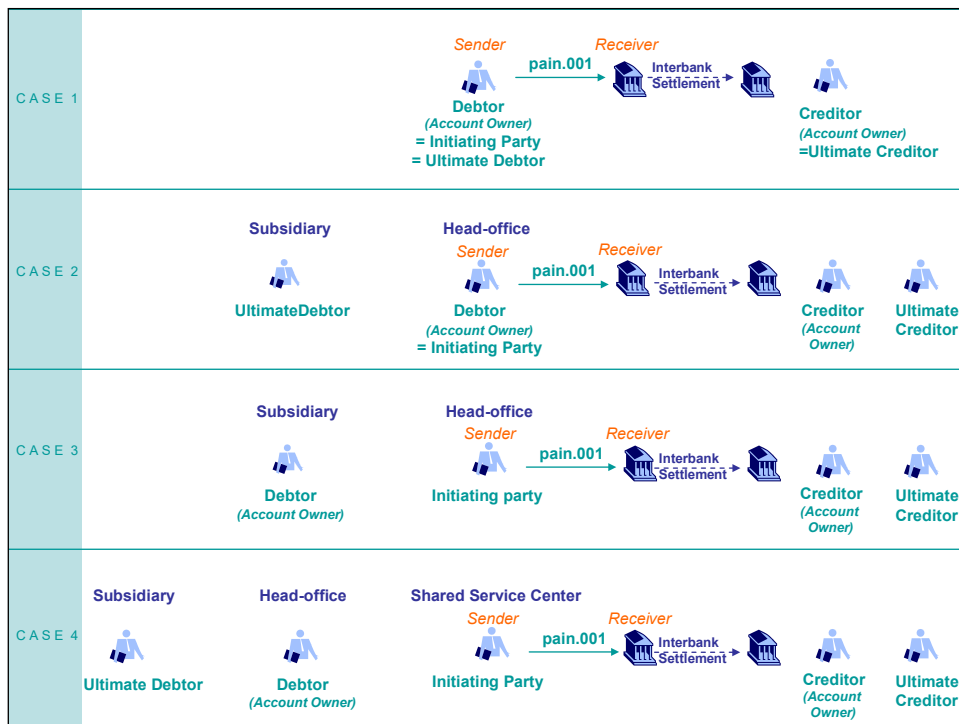 CASE 1
Sender
Receiver
pain.001
Interbank
Settlement
Debtor
(Account Owner)
= Initiating Party
= Ultimate Debtor
Creditor
(Account Owner)
=Ultimate Creditor
CASE 2
Subsidiary
Head-office
Sender
Receiver
pain.001
Interbank
Settlement
UltimateDebtor
Debtor
(Account Owner)
= Initiating Party
Creditor
(Account
Owner)
Ultimate
Creditor
CASE 3
Subsidiary
Head-office
Sender
Receiver
pain.001
Interbank
Settlement
Debtor
(Account Owner)
Initiating party
Creditor
(Account
Owner)
Ultimate
Creditor
CASE 4
Subsidiary
Head-office
Shared Service Center
Sender
Receiver
pain.001
Interbank
Settlement
Ultimate Debtor
Debtor
(Account Owner)
Initiating Party
Creditor
(Account
Owner)
Ultimate
Creditor